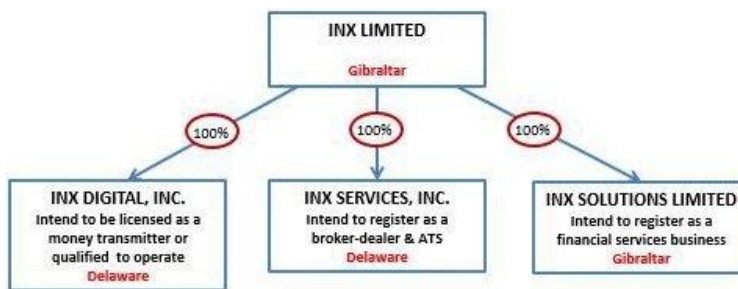 INX LIMITED
Gibraltar
100%
100%
100%
INX DIGITAL, INC.
Intend to be licensed as a
money transmitter or
qualified to operate
Delaware
INX SERVICES, INC.
Intend to register as a
broker-dealer & ATS
Delaware
INX SOLUTIONS LIMITED
Intend to register as a
financial services business
Gibraltar